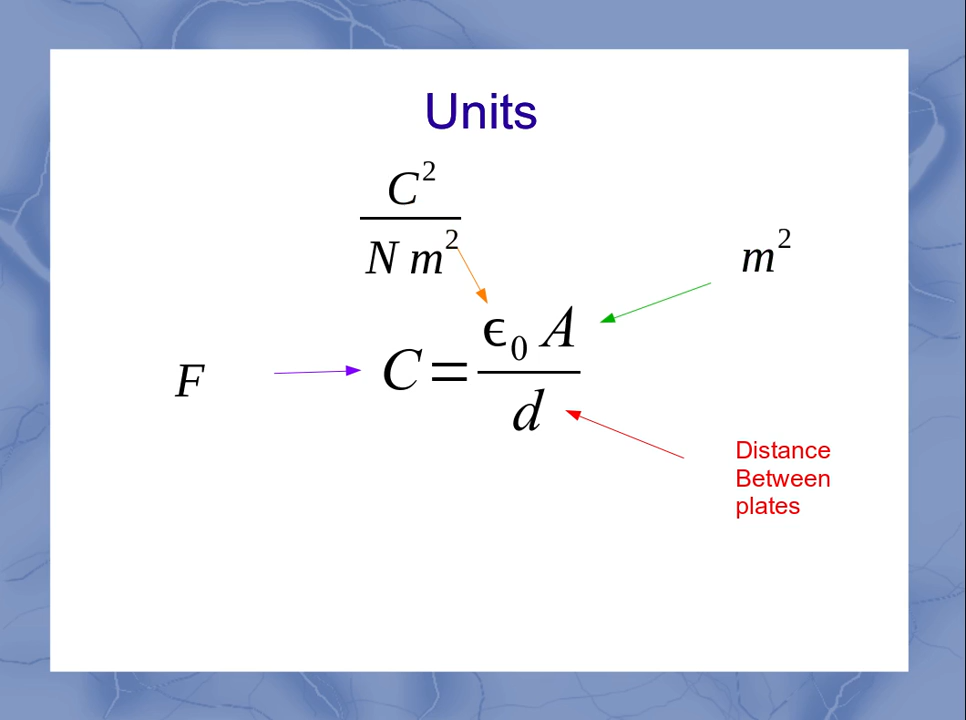 Units
C²
N m²
m²
ϵ₀ A
F
C =
d
Distance
Between
plates